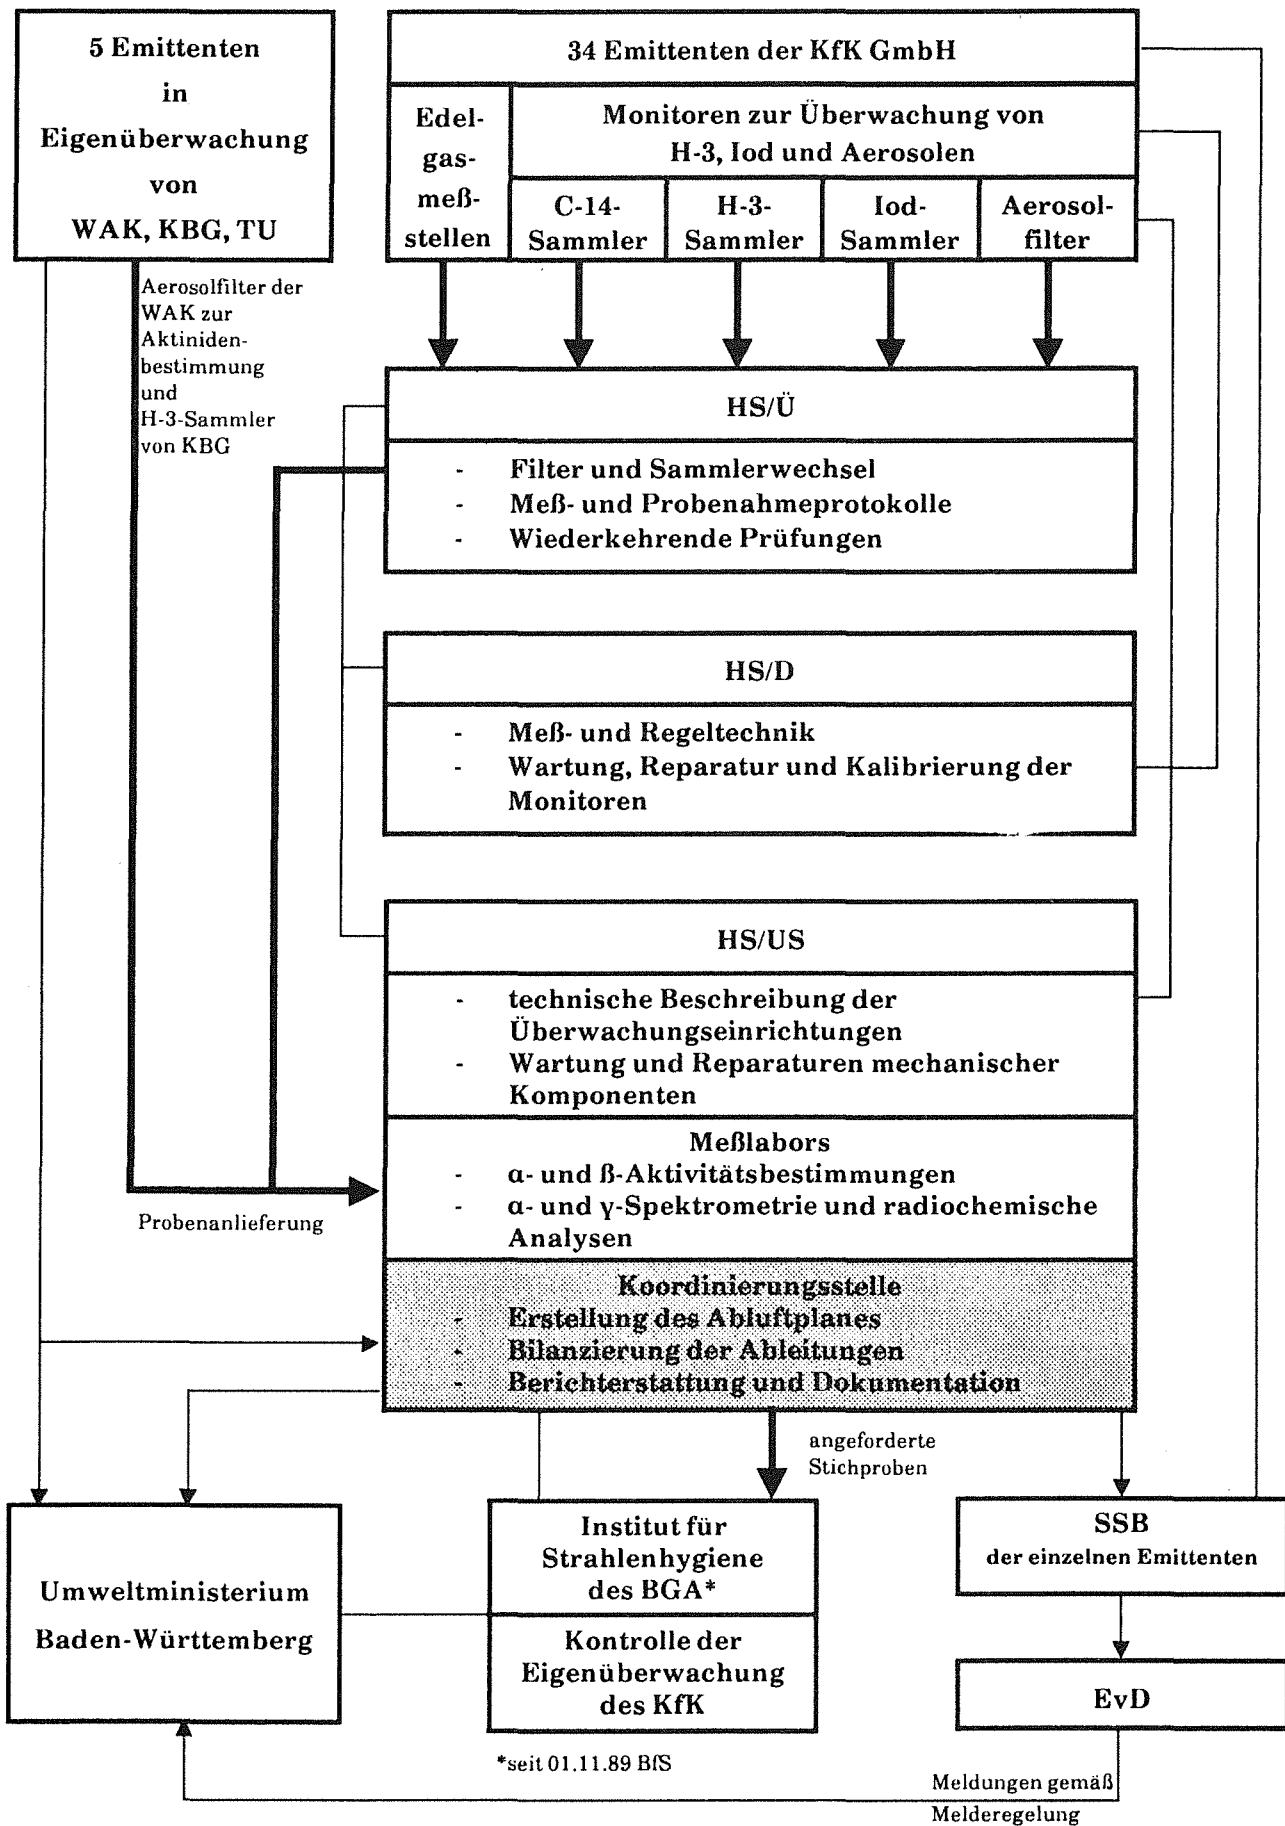 5 Emittenten
in
Eigenüberwachung
von
WAK, KBG, TU
34 Emittenten der KfK GmbH
Edel-
gas-
meß-
stellen
Monitoren zur Überwachung von
H-3, Iod und Aerosolen
C-14-
Sammler
H-3-
Sammler
Iod-
Sammler
Aerosol-
filter
Aerosolfilter der
WAK zur
Aktiniden-
bestimmung
und
H-3-Sammler
von KBG
HS/Ü
- Filter und Sammlerwechsel
- Meß- und Probenahmeprotokolle
- Wiederkehrende Prüfungen
HS/D
- Meß- und Regeltechnik
- Wartung, Reparatur und Kalibrierung der
Monitoren
HS/US
- technische Beschreibung der
Überwachungseinrichtungen
- Wartung und Reparaturen mechanischer
Komponenten
Meßlabors
- α- und ß-Aktivitätsbestimmungen
- α- und γ-Spektrometrie und radiochemische
Analysen
Probenanlieferung
Koordinierungsstelle
- Erstellung des Abluftplanes
- Bilanzierung der Ableitungen
- Berichterstattung und Dokumentation
angeforderte
Stichproben
Umweltministerium
Baden-Württemberg
Institut für
Strahlenhygiene
des BGA*
Kontrolle der
Eigenüberwachung
des KfK
SSB
der einzelnen Emittenten
EvD
*seit 01.11.89 BfS
Meldungen gemäß
Melderegelung